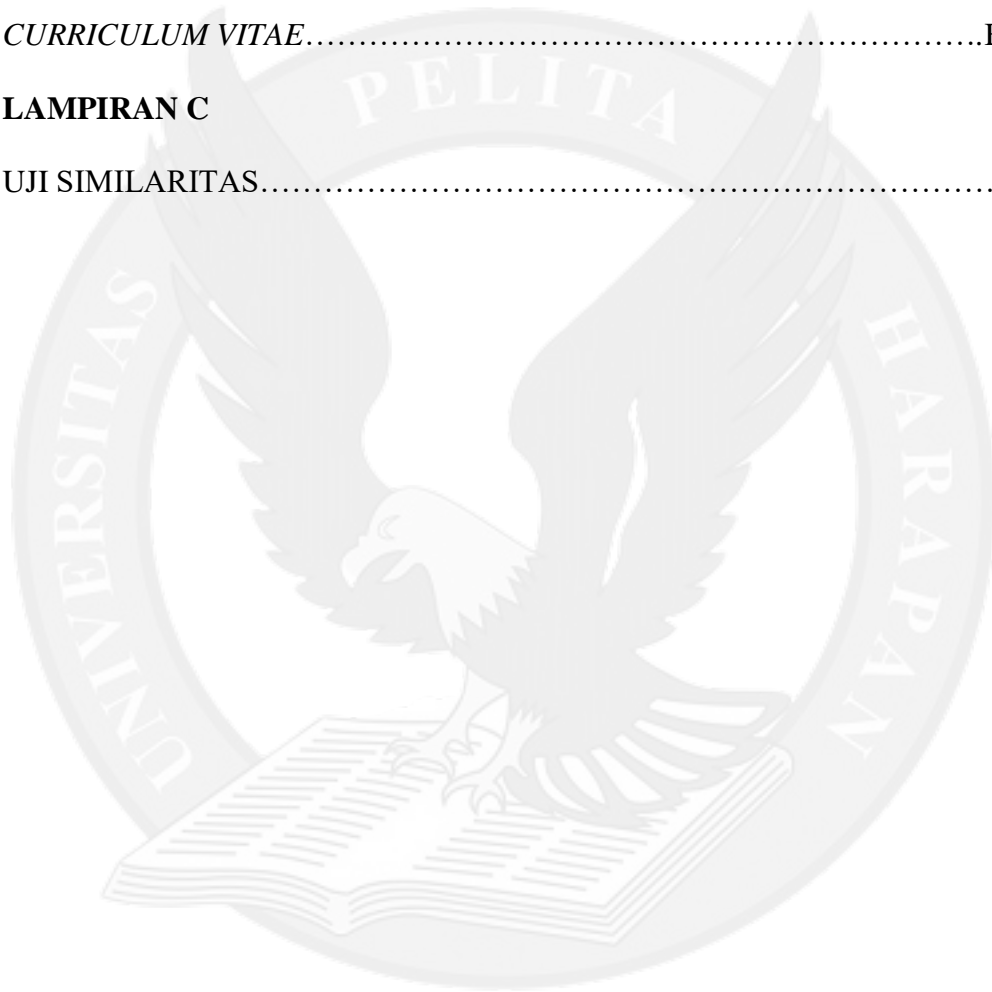 CURRICULUM VITAE……………………………………………………………….
LAMPIRAN C
UJI SIMILARITAS…………………………………………………………………
UNIVERSITAS PELITA HARAPAN